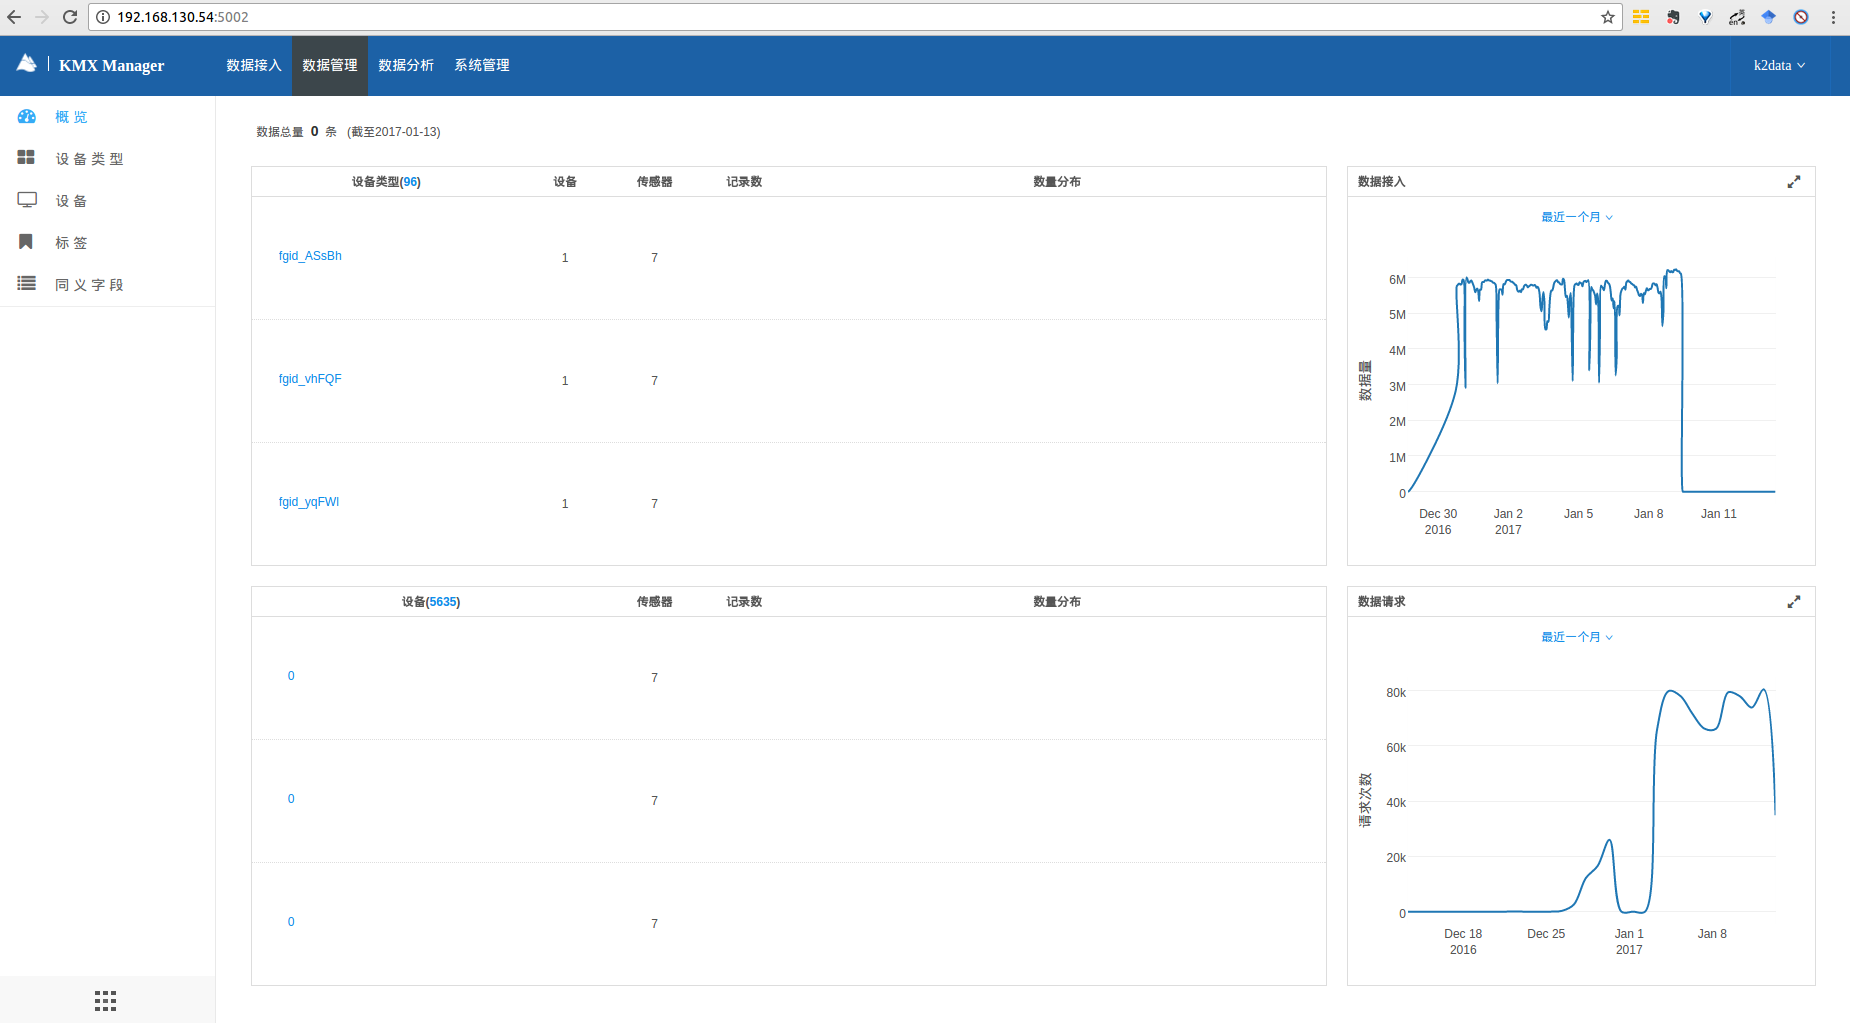 192.168.130.54:5002
KMX Manager 数据接入 数据管理 数据分析 系统管理 k2data
概览
设备类型
设备
标签
同义字段
数据总量 0 条 (截至2017-01-13)
设备类型(96) 设备 传感器 记录数 数量分布
fgid_ASsBh 1 7
fgid_vhFQF 1 7
fgid_yqFWI 1 7
数据接入
最近一个月
数据量
6M
5M
4M
3M
2M
1M
0
Dec 30 Jan 2 Jan 5 Jan 8 Jan 11
2016 2017
设备(5635) 传感器 记录数 数量分布
0 7
0 7
0 7
数据请求
最近一个月
请求次数
80k
60k
40k
20k
0
Dec 18 Dec 25 Jan 1 Jan 8
2016 2017